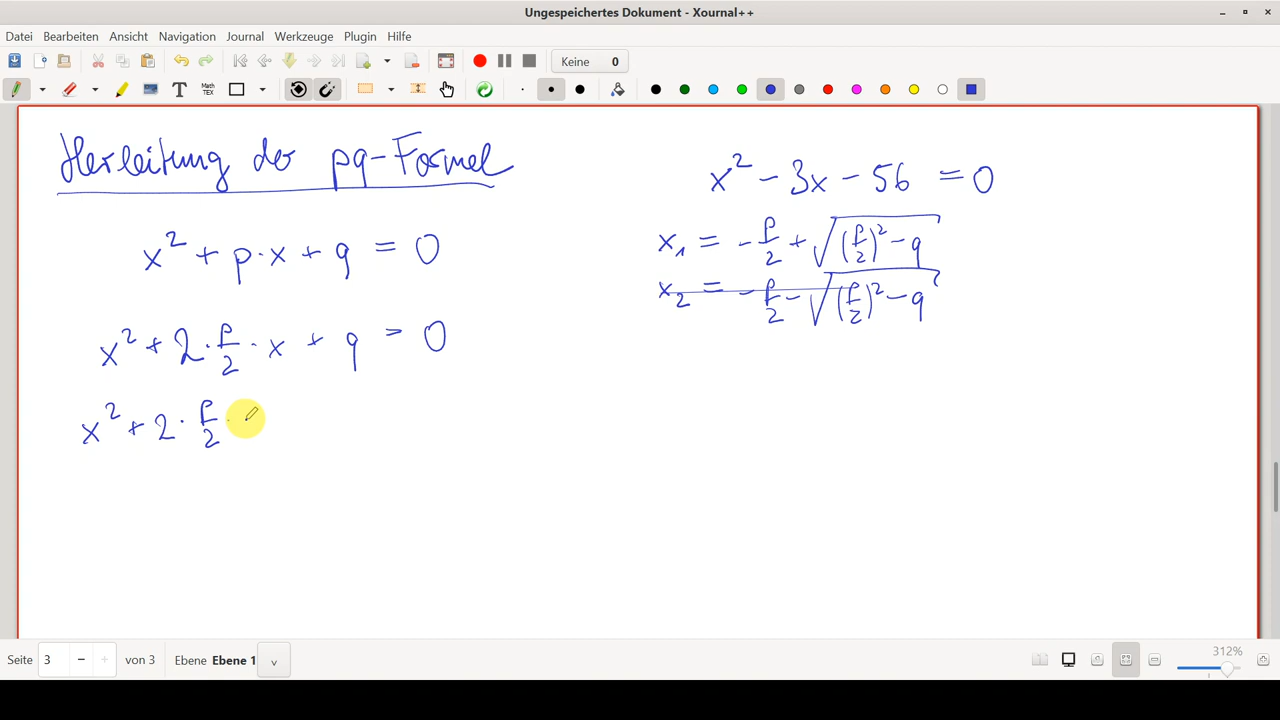 Ungespeichertes Dokument - Xournal++
Datei Bearbeiten Ansicht Navigation Journal Werkzeuge Plugin Hilfe
Keine 0
T Math TEX
Herleitung der pq-Formel
x² + p·x + q = 0
x² + 2·p/2·x + q = 0
x² + 2·p/2·
x² - 3x - 56 = 0
x₁ = -p/2 + √((p/2)² - q)
x₂ = -p/2 - √((p/2)² - q)
Seite 3 von 3 Ebene Ebene 1 312%